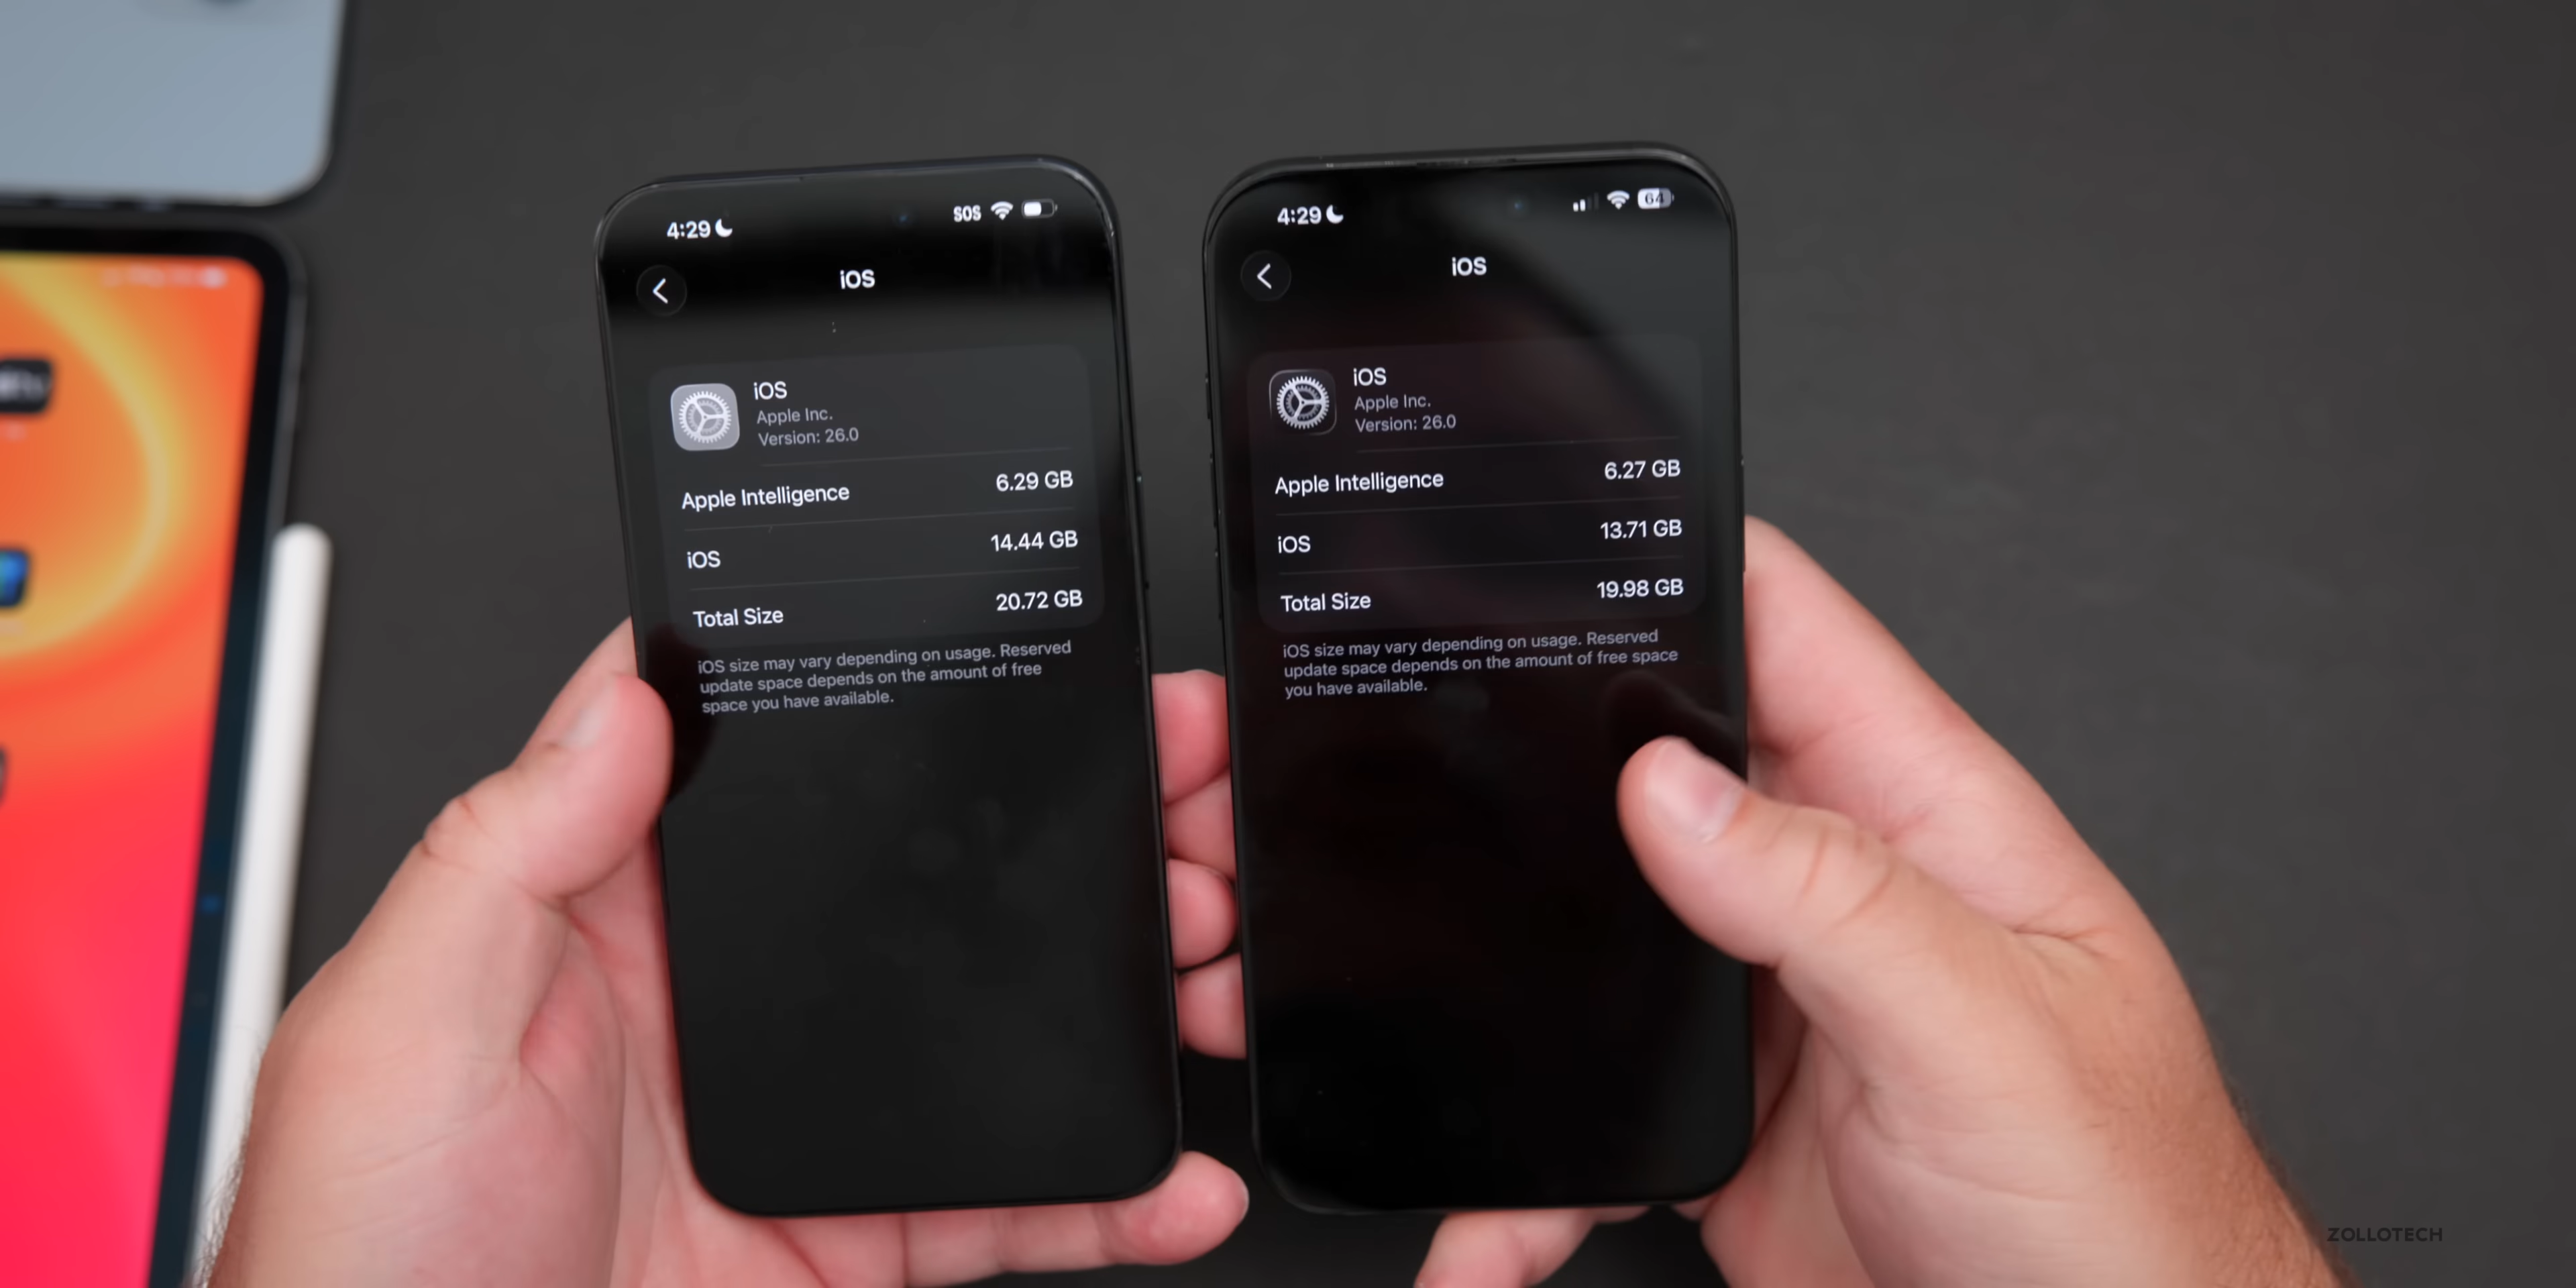 4:29
SOS
iOS
iOS
Apple Inc.
Version: 26.0
Apple Intelligence 6.29 GB
iOS 14.44 GB
Total Size 20.72 GB
iOS size may vary depending on usage. Reserved
update space depends on the amount of free
space you have available.
4:29
64
iOS
iOS
Apple Inc.
Version: 26.0
Apple Intelligence 6.27 GB
iOS 13.71 GB
Total Size 19.98 GB
iOS size may vary depending on usage. Reserved
update space depends on the amount of free space
you have available.
ZOLLOTECH